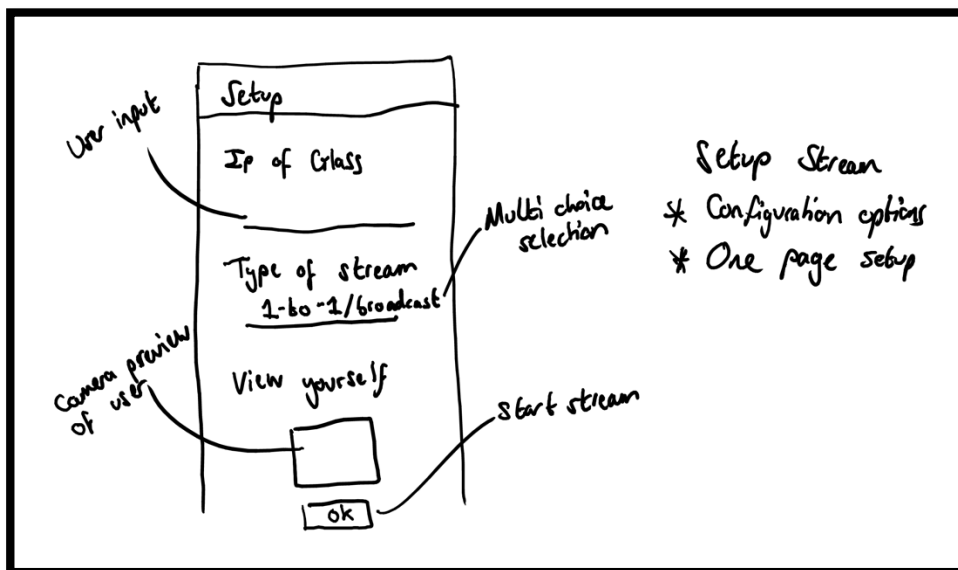 Setup
User input
Ip of Glass
Multi choice
selection
Type of stream
1-to-1/broadcast
Camera preview
of user
View yourself
Start stream
ok
Setup Stream
* Configuration options
* One page setup